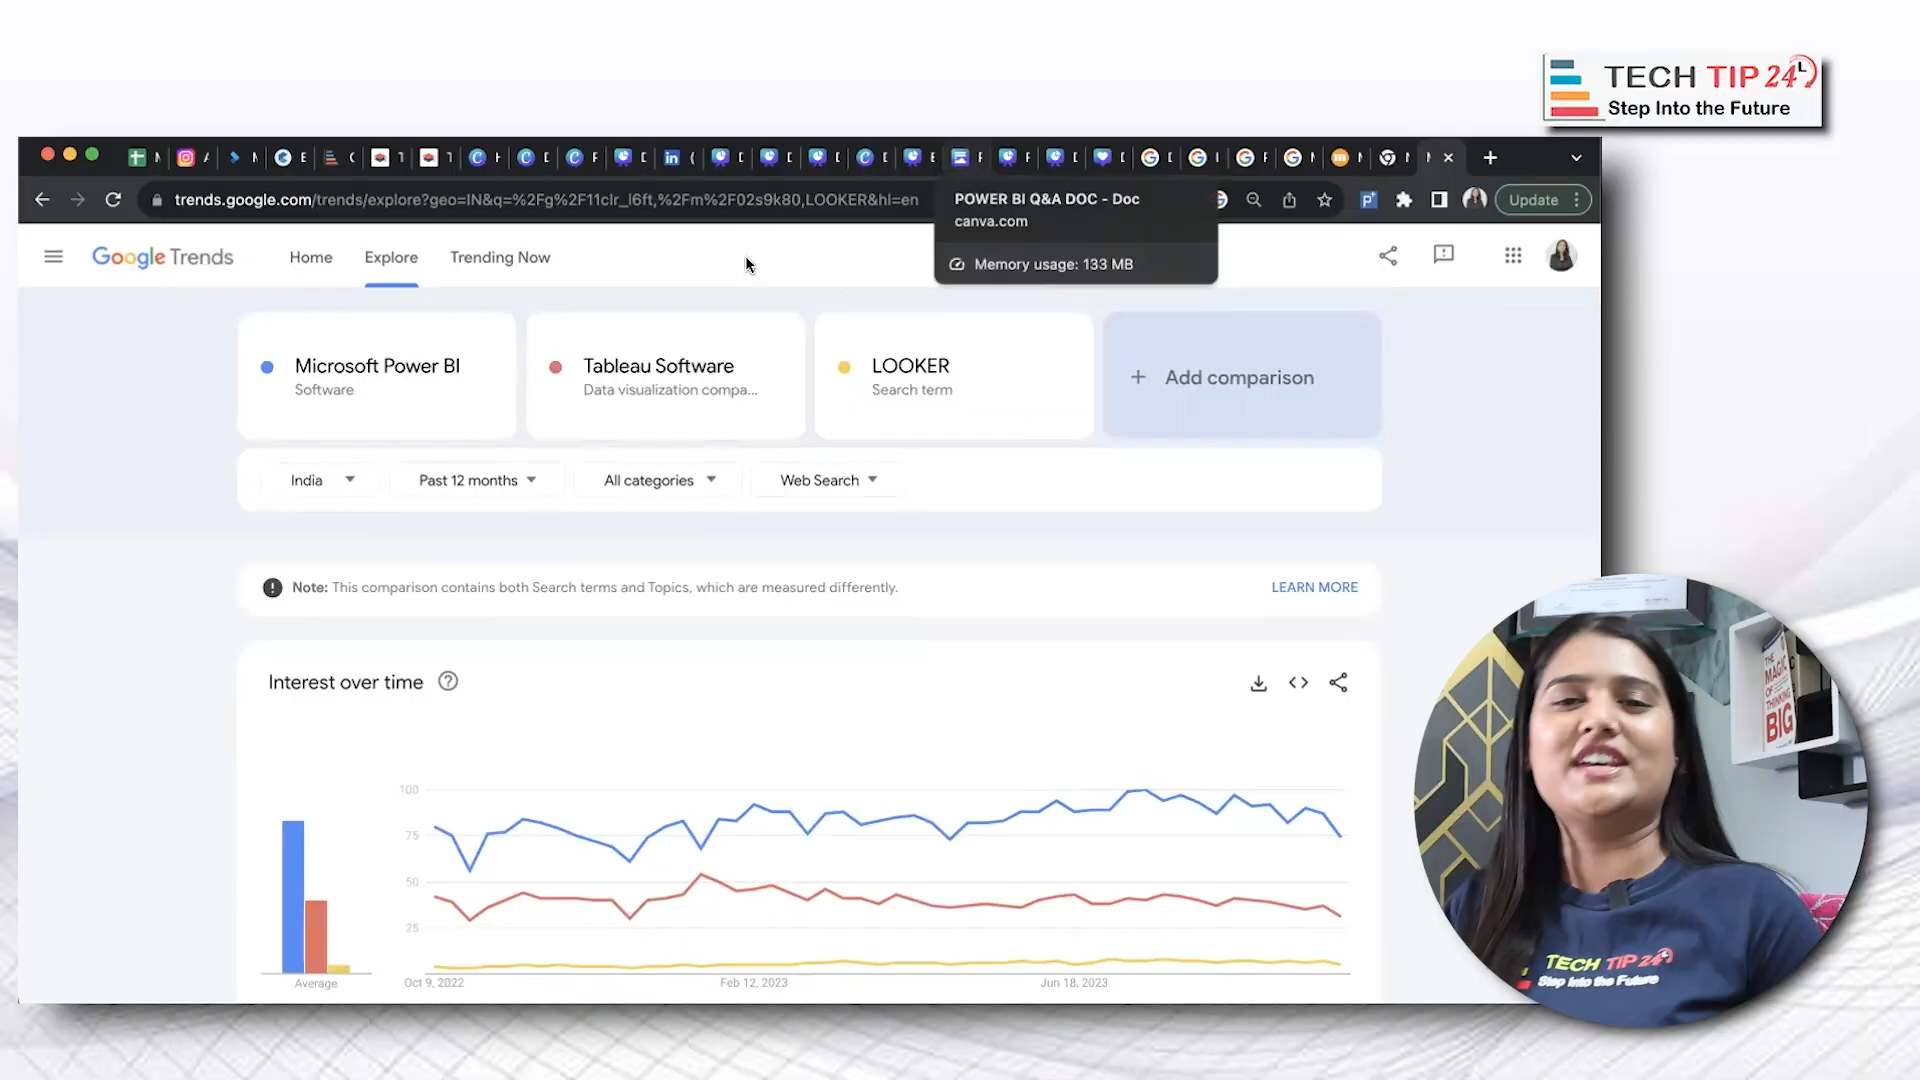 TECH TIP 24
Step Into the Future
trends.google.com/trends/explore?geo=IN&q=%2Fg%2F11clr_l6ft,%2Fm%2F02s9k80,LOOKER&hl=en
Update
POWER BI Q&A DOC - Doc
canva.com
Memory usage: 133 MB
Google Trends
Home
Explore
Trending Now
Microsoft Power BI
Software
Tableau Software
Data visualization compa...
LOOKER
Search term
+ Add comparison
India
Past 12 months
All categories
Web Search
Note: This comparison contains both Search terms and Topics, which are measured differently.
LEARN MORE
Interest over time
100
75
50
25
Average
Oct 9, 2022
Feb 12, 2023
Jun 18, 2023
THE
MAGIC
OF
THINKING
BIG
TECH TIP 24
Step Into the Future